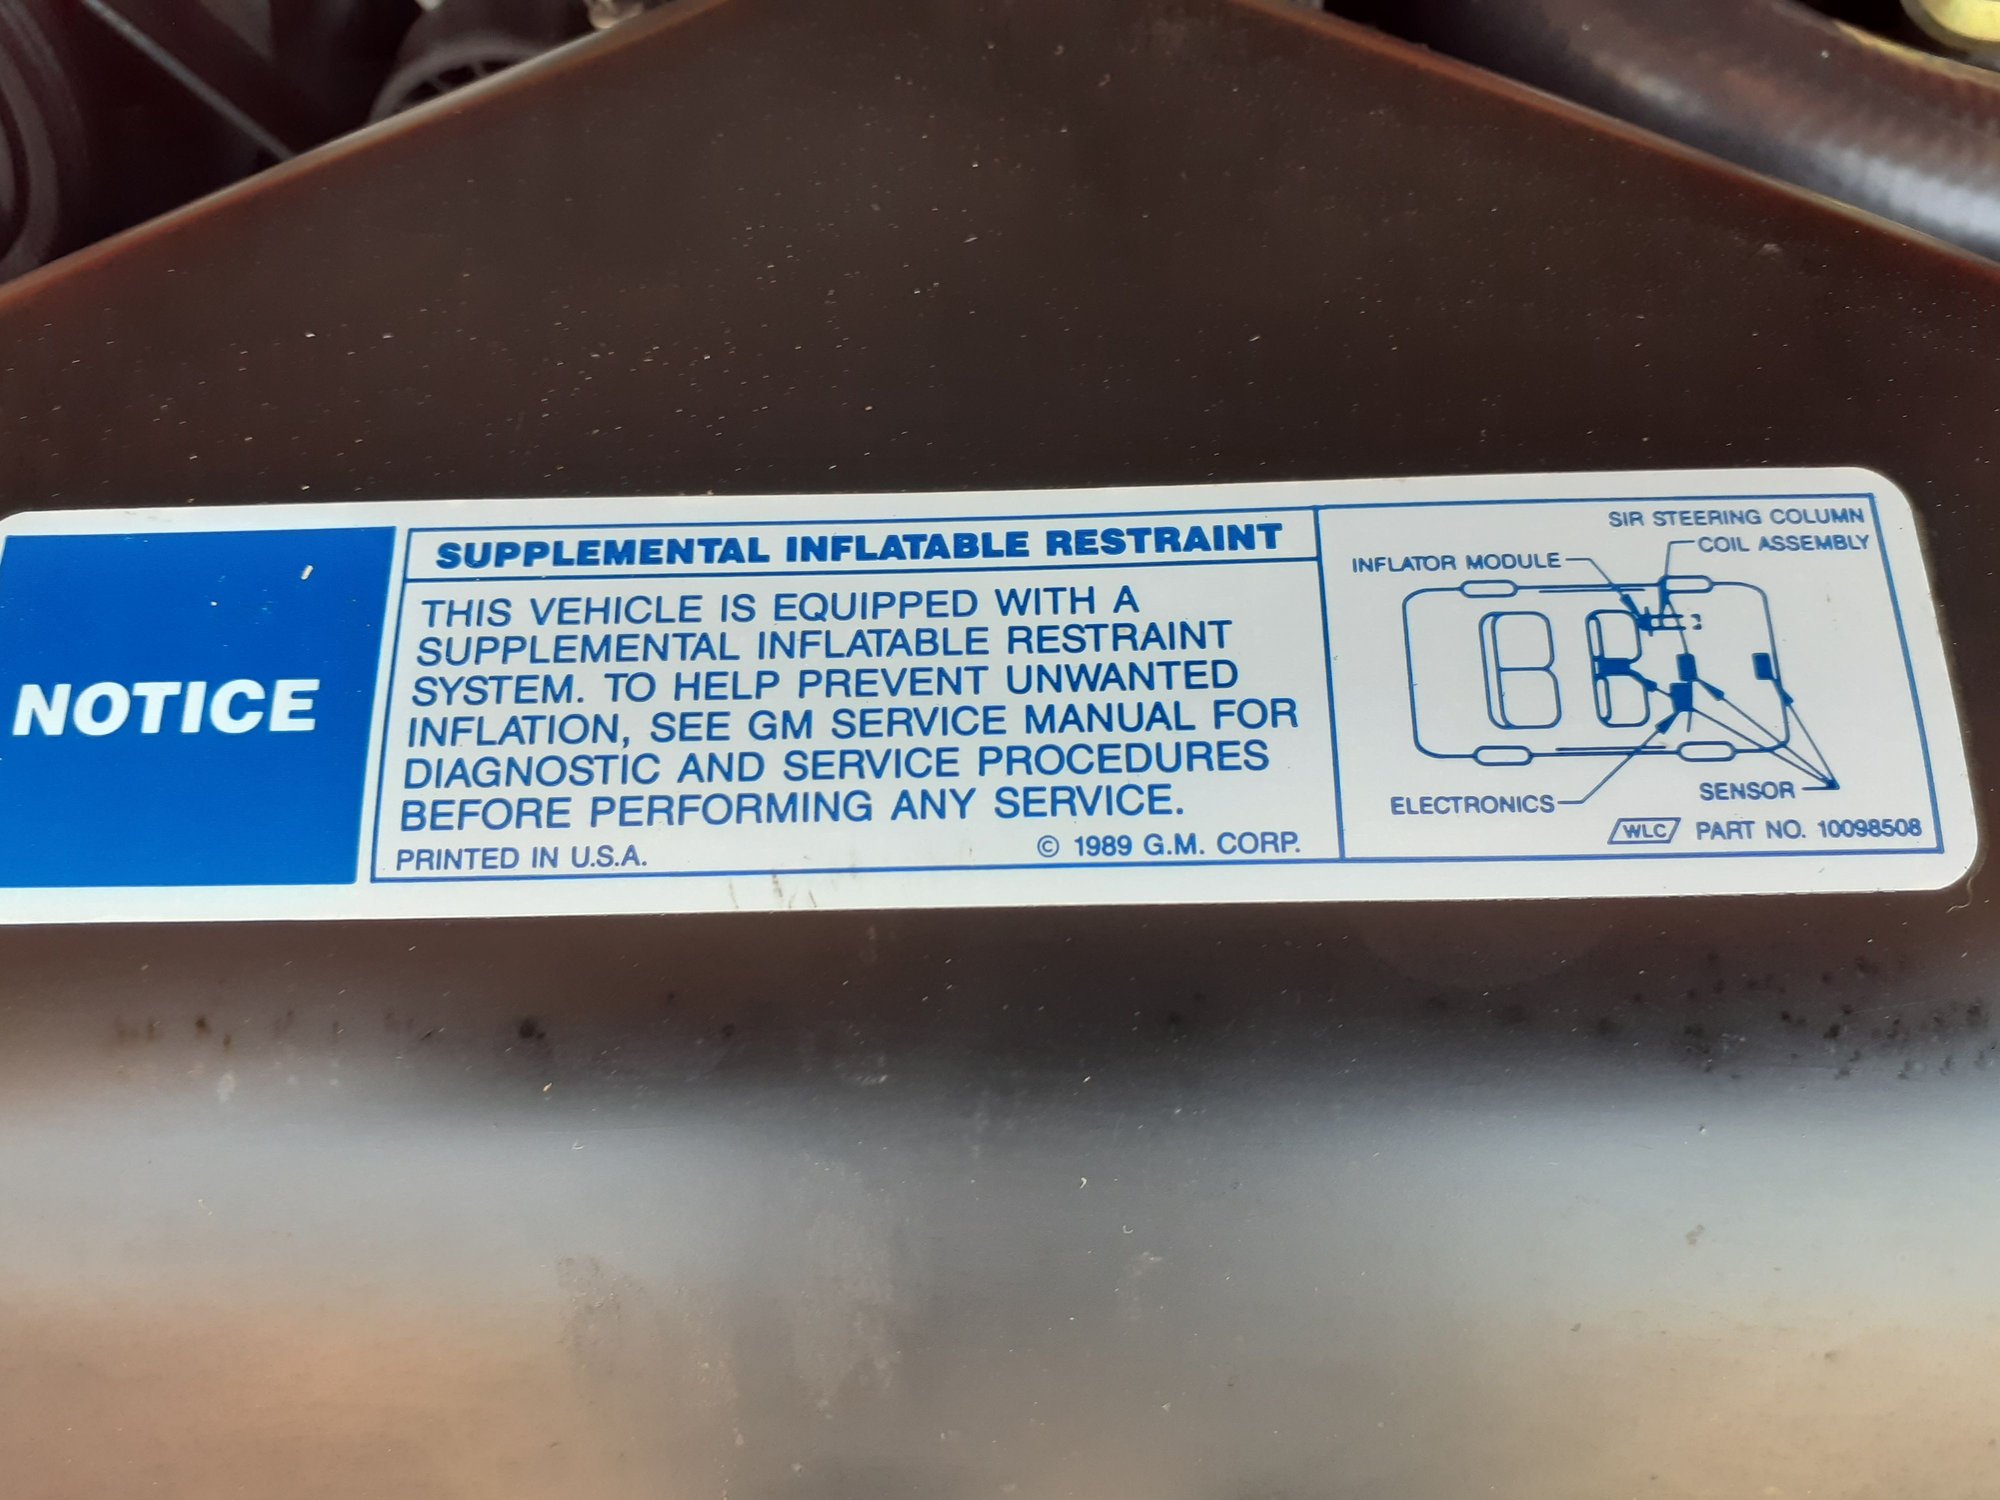 NOTICE
SUPPLEMENTAL INFLATABLE RESTRAINT
THIS VEHICLE IS EQUIPPED WITH A
SUPPLEMENTAL INFLATABLE RESTRAINT
SYSTEM. TO HELP PREVENT UNWANTED
INFLATION, SEE GM SERVICE MANUAL FOR
DIAGNOSTIC AND SERVICE PROCEDURES
BEFORE PERFORMING ANY SERVICE.
PRINTED IN U.S.A.
© 1989 G.M. CORP.
SIR STEERING COLUMN
COIL ASSEMBLY
INFLATOR MODULE
ELECTRONICS
SENSOR
WLC PART NO. 10098508